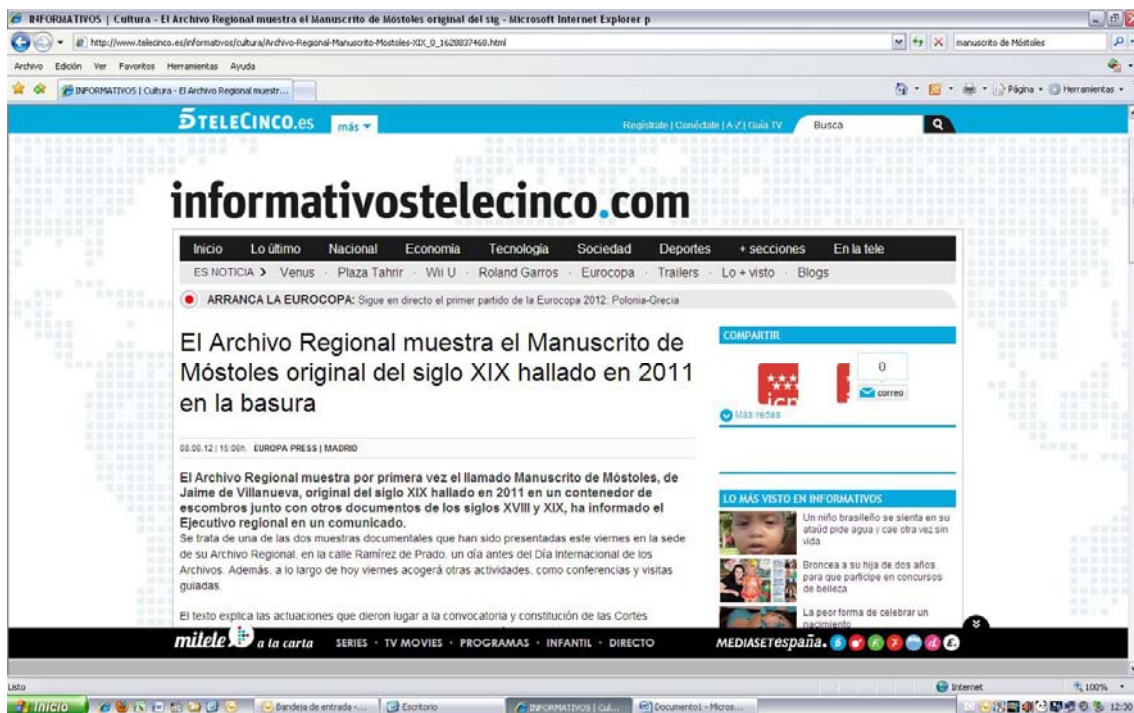 INFORMATIVOS | Cultura - El Archivo Regional muestra el Manuscrito de Móstoles original del sig - Microsoft Internet Explorer p
http://www.telecinco.es/informativos/cultura/Archivo-Regional-Manuscrito-Mostoles-XIX_0_1628837468.html
manuscrito de Móstoles
Archivo Edición Ver Favoritos Herramientas Ayuda
INFORMATIVOS | Cultura - El Archivo Regional muestr...
Página Herramientas
TELECINCO.es más
Regístrate | Conéctate | A-Z | Guía TV Busca
informativostelecinco.com
Inicio Lo último Nacional Economía Tecnología Sociedad Deportes + secciones En la tele
ES NOTICIA > Venus · Plaza Tahrir · Wii U · Roland Garros · Eurocopa · Trailers · Lo + visto · Blogs
ARRANCA LA EUROCOPA: Sigue en directo el primer partido de la Eurocopa 2012: Polonia-Grecia
El Archivo Regional muestra el Manuscrito de
Móstoles original del siglo XIX hallado en 2011
en la basura
08.06.12 | 15:06h. EUROPA PRESS | MADRID
El Archivo Regional muestra por primera vez el llamado Manuscrito de Móstoles, de
Jaime de Villanueva, original del siglo XIX hallado en 2011 en un contenedor de
escombros junto con otros documentos de los siglos XVIII y XIX, ha informado el
Ejecutivo regional en un comunicado.
Se trata de una de las dos muestras documentales que han sido presentadas este viernes en la sede
de su Archivo Regional, en la calle Ramírez de Prado, un día antes del Día Internacional de los
Archivos. Además, a lo largo de hoy viernes acogerá otras actividades, como conferencias y visitas
guiadas.
El texto explica las actuaciones que dieron lugar a la convocatoria y constitución de las Cortes
COMPARTIR
0
correo
Más redes
LO MÁS VISTO EN INFORMATIVOS
Un niño brasileño se sienta en su
ataúd pide agua y cae otra vez sin
vida
Broncea a su hija de dos años
para que participe en concursos
de belleza
La peor forma de celebrar un
nacimiento
mitele a la carta SERIES · TV MOVIES · PROGRAMAS · INFANTIL · DIRECTO MEDIASETespaña.
Listo Internet 100%
Inicio Bandeja de entrada -... Escritorio INFORMATIVOS | Cul... Documento1 - Micros... 12:30